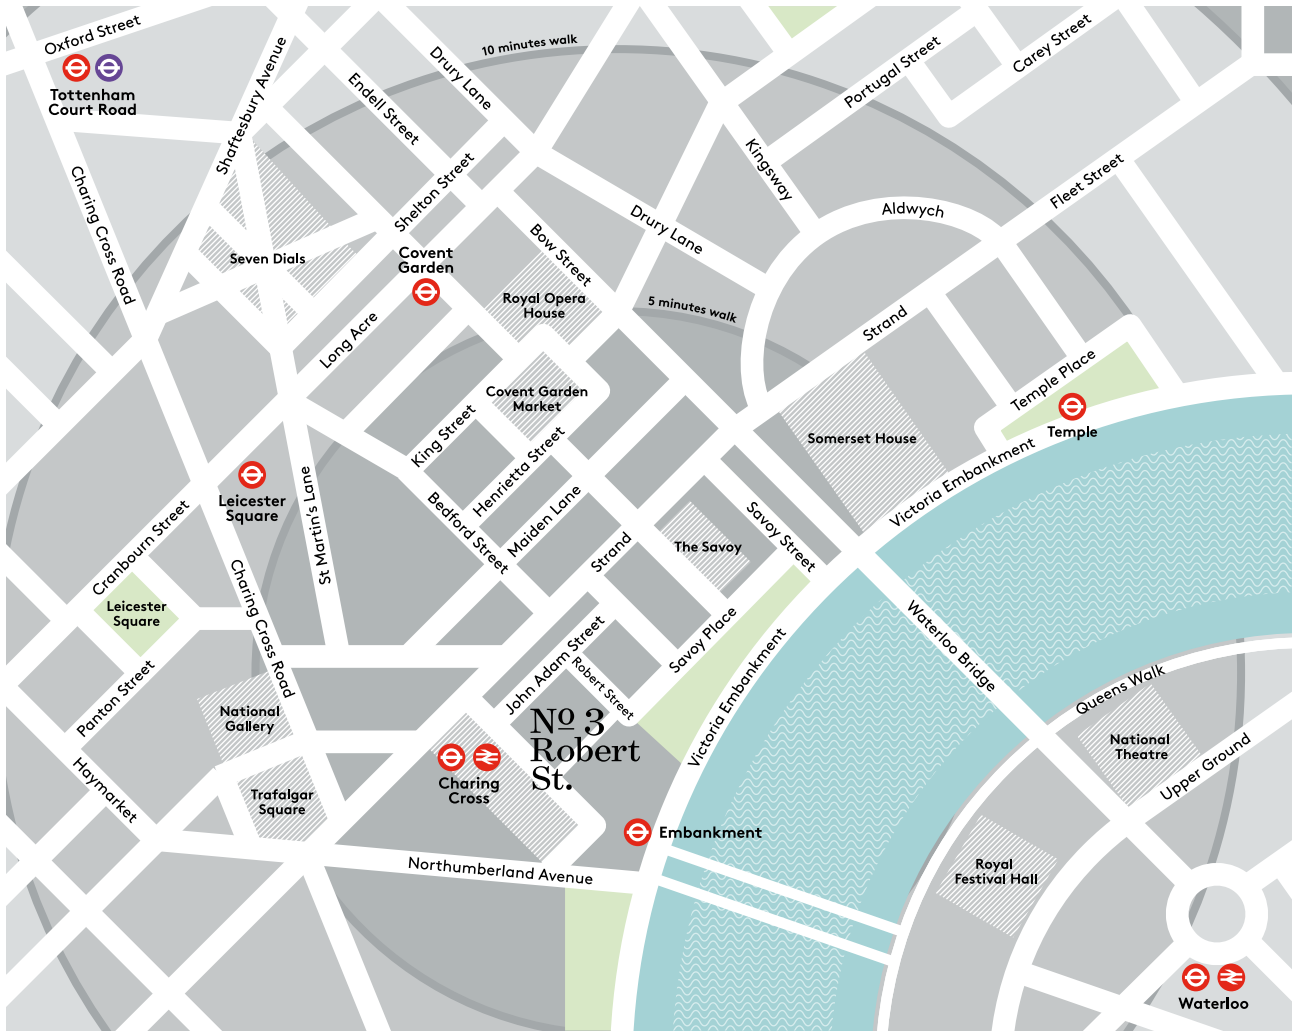 Oxford Street
Tottenham
Court Road
Shaftesbury Avenue
Endell Street
Drury Lane
10 minutes walk
Portugal Street
Carey Street
Charing Cross Road
Shelton Street
Kingsway
Fleet Street
Aldwych
Drury Lane
Seven Dials
Covent
Garden
Bow Street
Royal Opera
House
5 minutes walk
Long Acre
Strand
Temple Place
Temple
Covent Garden
Market
King Street
Henrietta Street
Somerset House
Victoria Embankment
Leicester
Square
St Martin's Lane
Bedford Street
Maiden Lane
Strand
The Savoy
Savoy Street
Cranbourn Street
Leicester
Square
Charing Cross Road
Savoy Place
Waterloo Bridge
John Adam Street
Robert Street
Victoria Embankment
Panton Street
National
Gallery
Nº 3
Robert
St.
Queens Walk
National
Theatre
Upper Ground
Haymarket
Trafalgar
Square
Charing
Cross
Embankment
Northumberland Avenue
Royal
Festival Hall
Waterloo